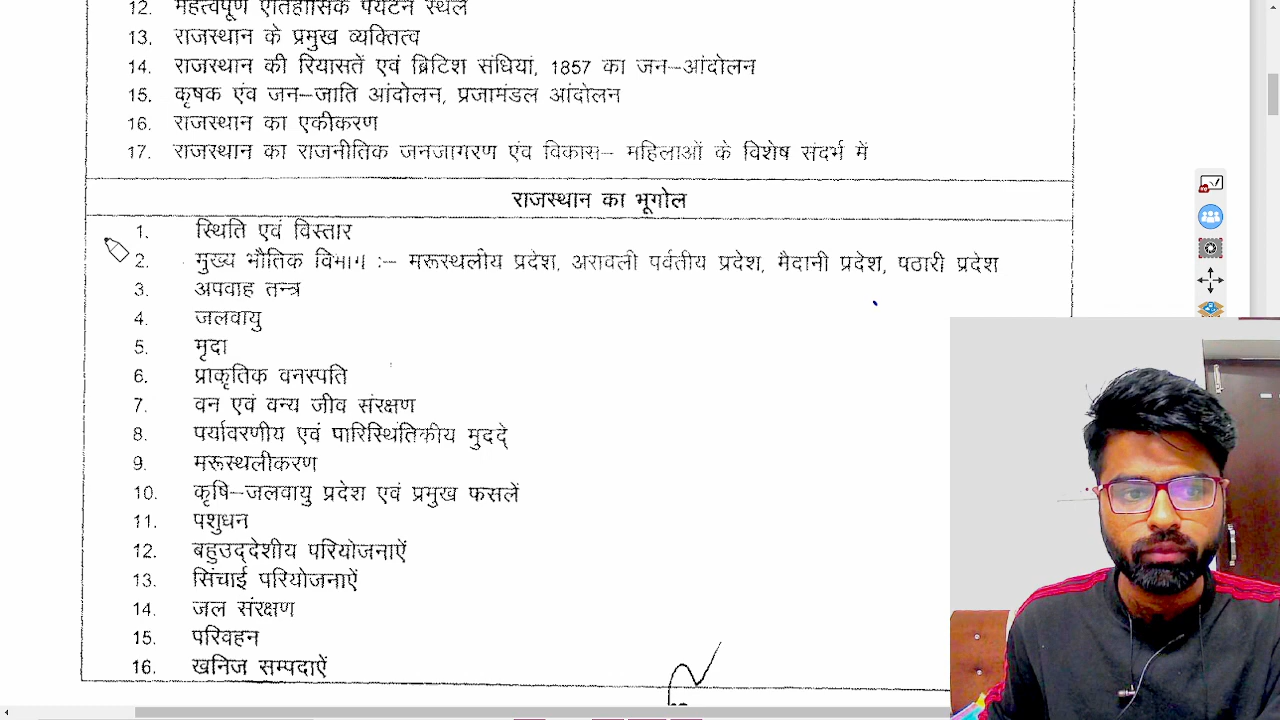 12. महत्वपूर्ण ऐतिहासिक पर्यटन स्थल
13. राजस्थान के प्रमुख व्यक्तित्व
14. राजस्थान की रियासतें एवं ब्रिटिश संधियां, 1857 का जन–आंदोलन
15. कृषक एंव जन–जाति आंदोलन, प्रजामंडल आंदोलन
16. राजस्थान का एकीकरण
17. राजस्थान का राजनीतिक जनजागरण एंव विकास– महिलाओं के विशेष संदर्भ में
राजस्थान का भूगोल
1. स्थिति एवं विस्तार
2. मुख्य भौतिक विभाग :– मरूस्थलीय प्रदेश, अरावली पर्वतीय प्रदेश, मैदानी प्रदेश, पठारी प्रदेश
3. अपवाह तन्त्र
4. जलवायु
5. मृदा
6. प्राकृतिक वनस्पति
7. वन एवं वन्य जीव संरक्षण
8. पर्यावरणीय एवं पारिस्थितिकीय मुदद्दे
9. मरूस्थलीकरण
10. कृषि–जलवायु प्रदेश एवं प्रमुख फसलें
11. पशुधन
12. बहुउद्देशीय परियोजनाऐं
13. सिंचाई परियोजनाऐं
14. जल संरक्षण
15. परिवहन
16. खनिज सम्पदाऐं